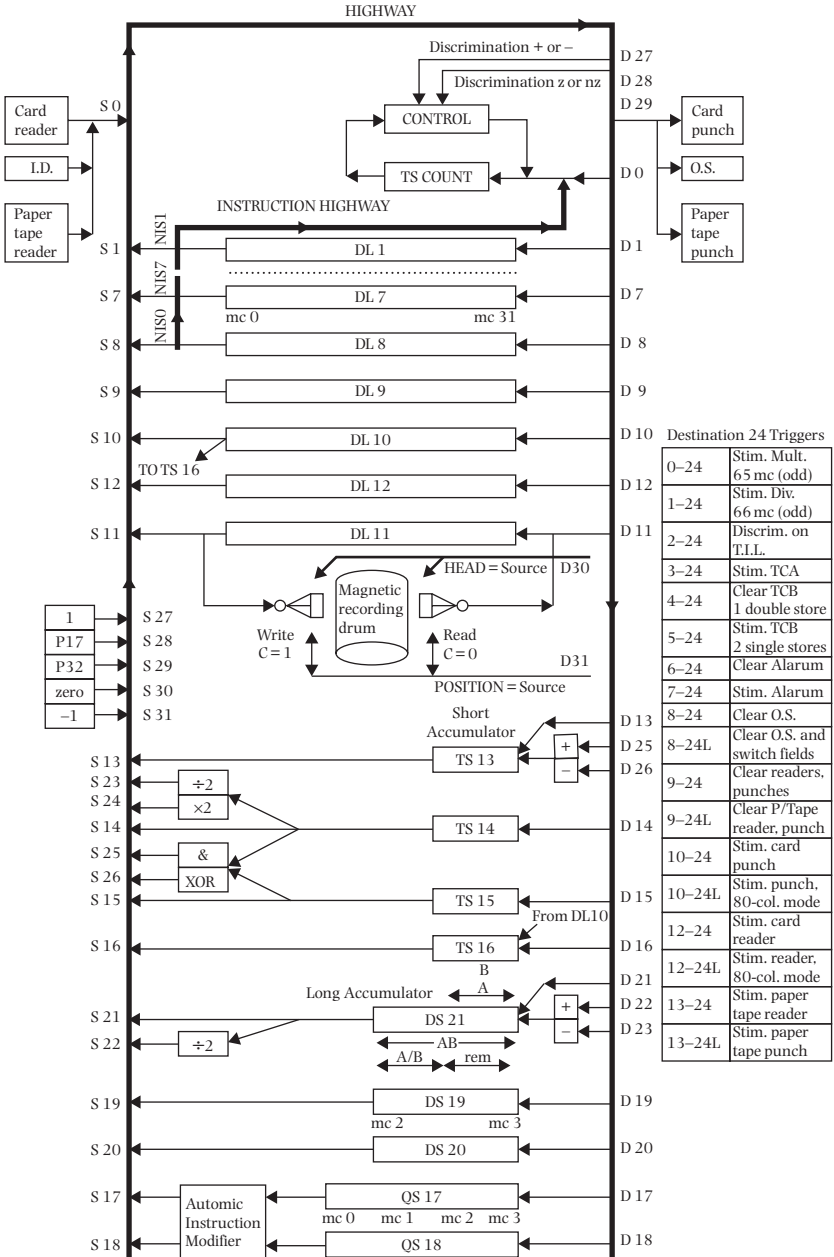 HIGHWAY
Discrimination + or –
D 27
Discrimination z or nz
D 28
D 29
Card reader
S 0
CONTROL
Card punch
I.D.
TS COUNT
D 0
O.S.
Paper tape reader
INSTRUCTION HIGHWAY
Paper tape punch
NIS1
S 1
DL 1
D 1
NIS7
S 7
DL 7
D 7
mc 0
mc 31
NIS0
S 8
DL 8
D 8
S 9
DL 9
D 9
S 10
DL 10
D 10
TO TS 16
S 12
DL 12
D 12
S 11
DL 11
D 11
HEAD = Source
D30
Magnetic recording drum
Write
C = 1
Read
C = 0
D31
POSITION = Source
1
S 27
P17
S 28
P32
S 29
zero
S 30
–1
S 31
Short Accumulator
D 13
S 13
TS 13
+
D 25
–
D 26
S 23
÷2
S 24
×2
S 14
TS 14
D 14
S 25
&
S 26
XOR
S 15
TS 15
D 15
From DL10
S 16
TS 16
D 16
B
A
Long Accumulator
D 21
S 21
DS 21
+
D 22
–
D 23
S 22
÷2
AB
A/B
rem
S 19
DS 19
D 19
mc 2
mc 3
S 20
DS 20
D 20
S 17
QS 17
D 17
Automic Instruction Modifier
mc 0
mc 1
mc 2
mc 3
S 18
QS 18
D 18
Destination 24 Triggers
0–24 Stim. Mult. 65 mc (odd)
1–24 Stim. Div. 66 mc (odd)
2–24 Discrim. on T.I.L.
3–24 Stim. TCA
4–24 Clear TCB 1 double store
5–24 Stim. TCB 2 single stores
6–24 Clear Alarum
7–24 Stim. Alarum
8–24 Clear O.S.
8–24L Clear O.S. and switch fields
9–24 Clear readers, punches
9–24L Clear P/Tape reader, punch
10–24 Stim. card punch
10–24L Stim. punch, 80-col. mode
12–24 Stim. card reader
12–24L Stim. reader, 80-col. mode
13–24 Stim. paper tape reader
13–24L Stim. paper tape punch